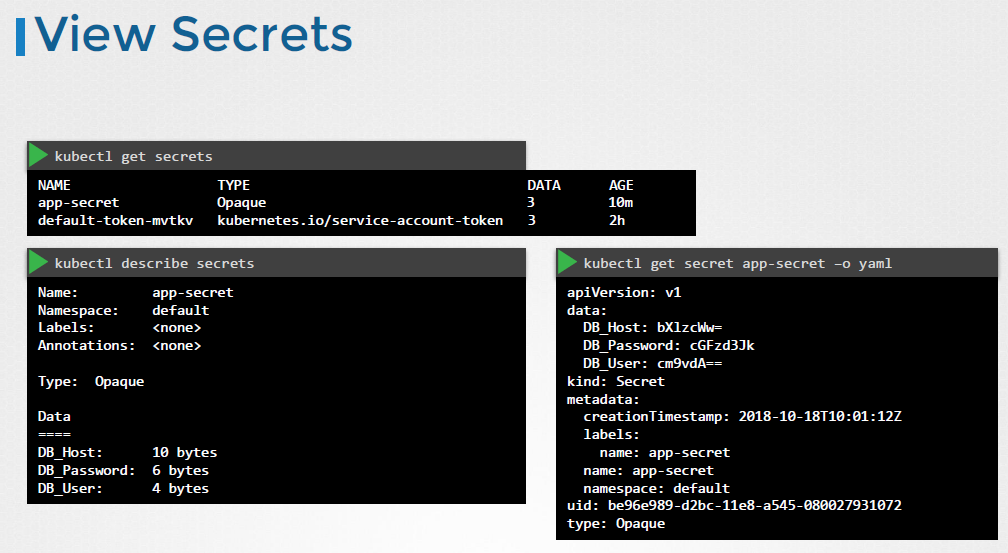 View Secrets
kubectl get secrets
NAME TYPE DATA AGE
app-secret Opaque 3 10m
default-token-mvtkv kubernetes.io/service-account-token 3 2h
kubectl describe secrets
Name: app-secret
Namespace: default
Labels: <none>
Annotations: <none>
Type: Opaque
Data
====
DB_Host: 10 bytes
DB_Password: 6 bytes
DB_User: 4 bytes
kubectl get secret app-secret –o yaml
apiVersion: v1
data:
  DB_Host: bXlzcWw=
  DB_Password: cGFzd3Jk
  DB_User: cm9vdA==
kind: Secret
metadata:
  creationTimestamp: 2018-10-18T10:01:12Z
  labels:
    name: app-secret
  name: app-secret
  namespace: default
uid: be96e989-d2bc-11e8-a545-080027931072
type: Opaque